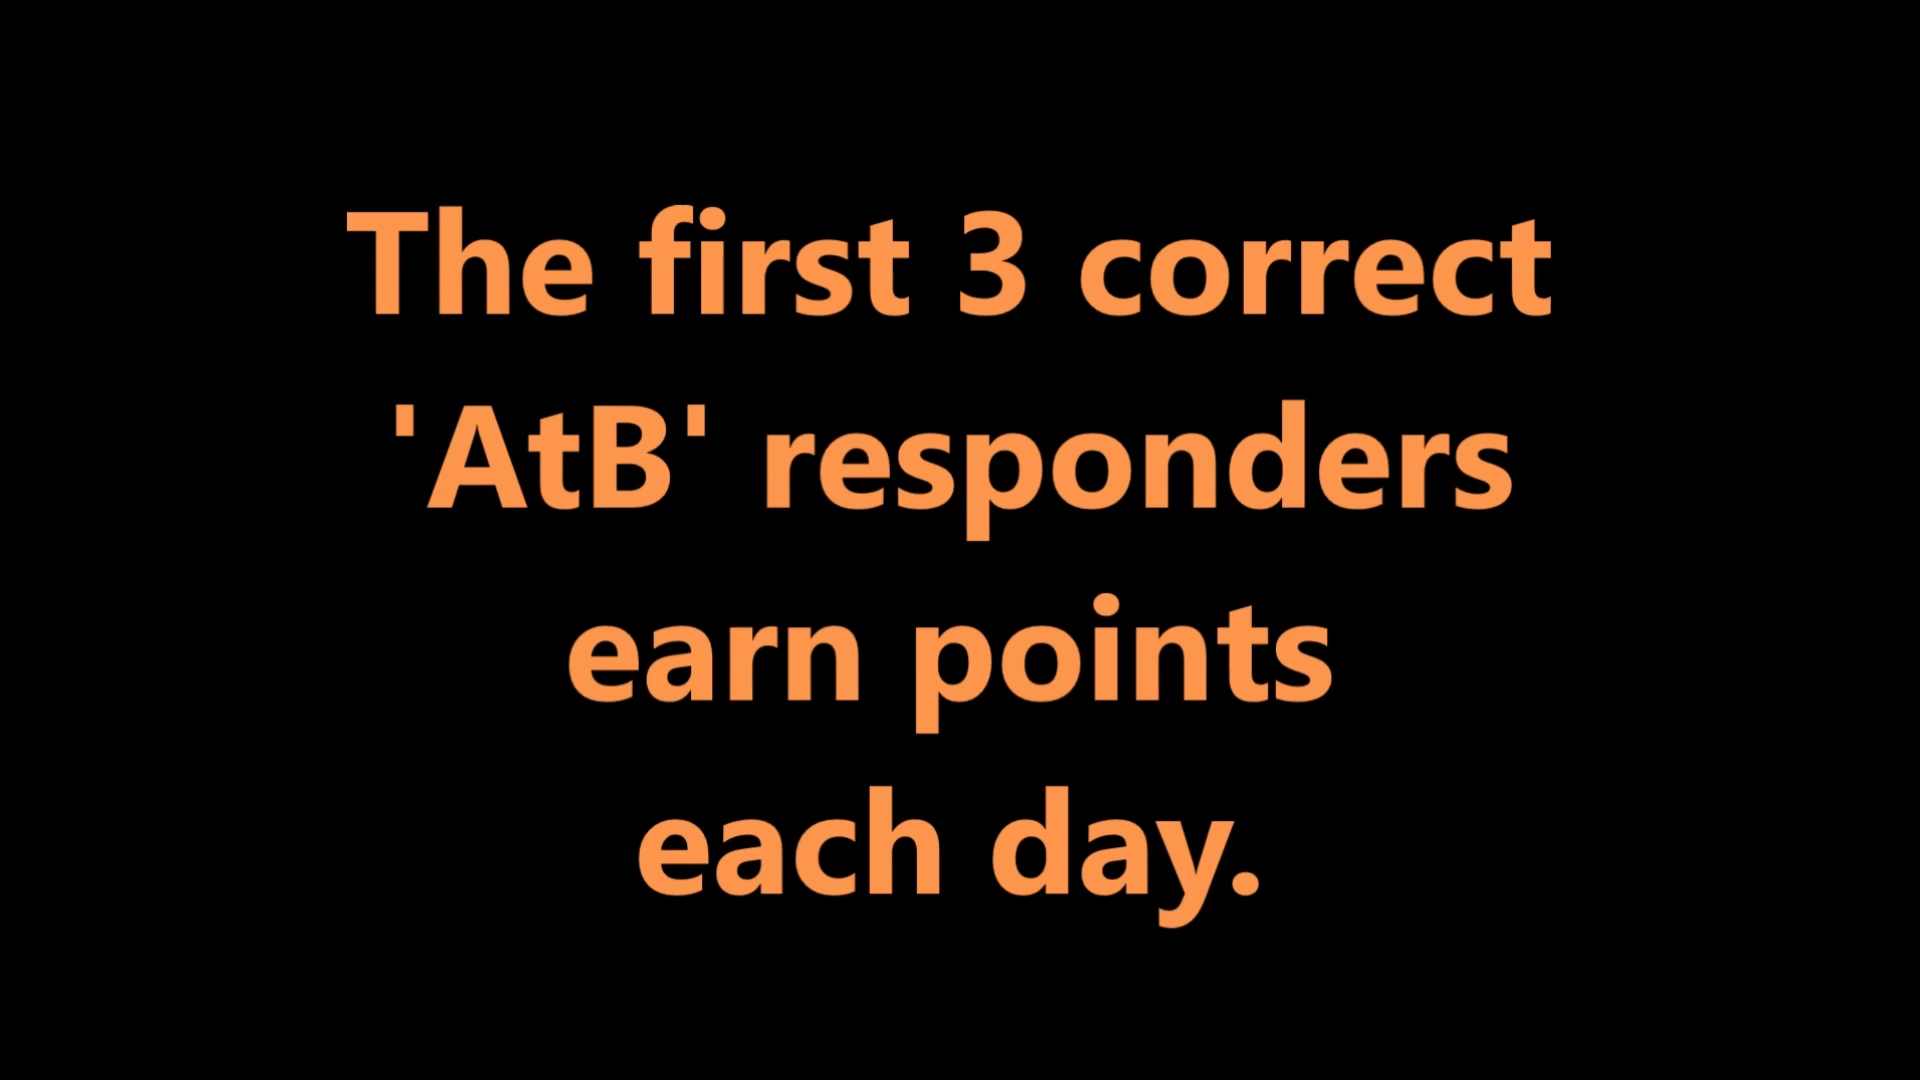 The first 3 correct
'AtB' responders
earn points
each day.